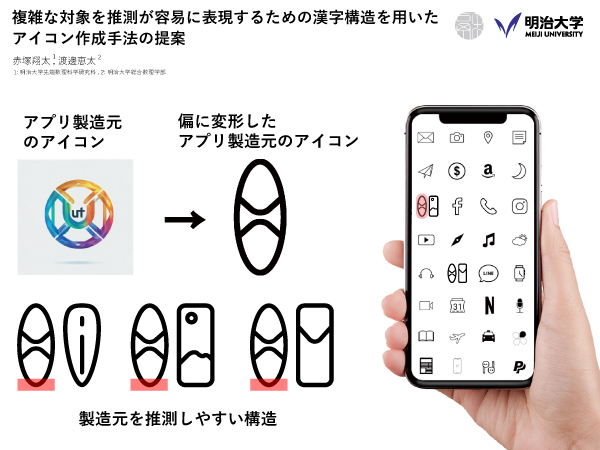 複雑な対象を推測が容易に表現するための漢字構造を用いた
アイコン作成手法の提案
明治大学
MEIJI UNIVERSITY
赤塚翔太¹, 渡邊恵太²
1: 明治大学先端数理科学研究科, 2: 明治大学総合数理学部
アプリ製造元
のアイコン
偏に変形した
アプリ製造元のアイコン
ut
製造元を推測しやすい構造
$
a
f
LINE
31
N